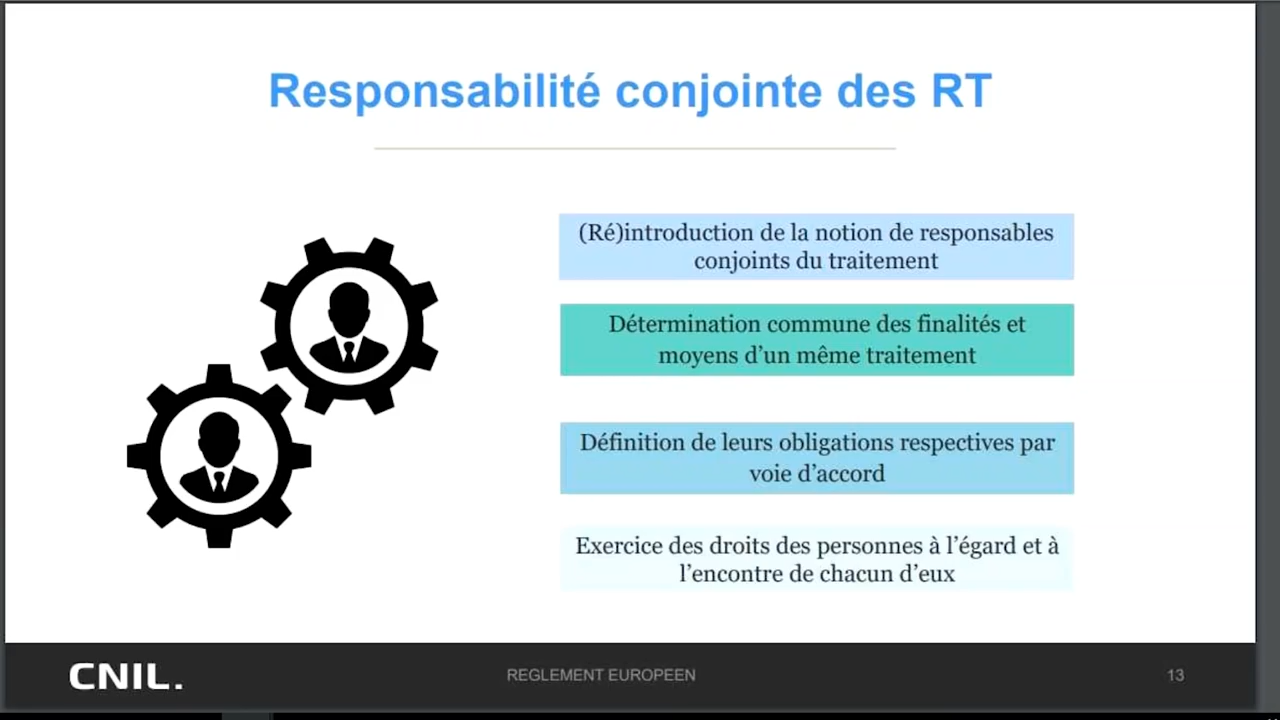 Responsabilité conjointe des RT
(Ré)introduction de la notion de responsables
conjoints du traitement
Détermination commune des finalités et
moyens d’un même traitement
Définition de leurs obligations respectives par
voie d’accord
Exercice des droits des personnes à l’égard et à
l’encontre de chacun d’eux
CNIL.
REGLEMENT EUROPEEN
13